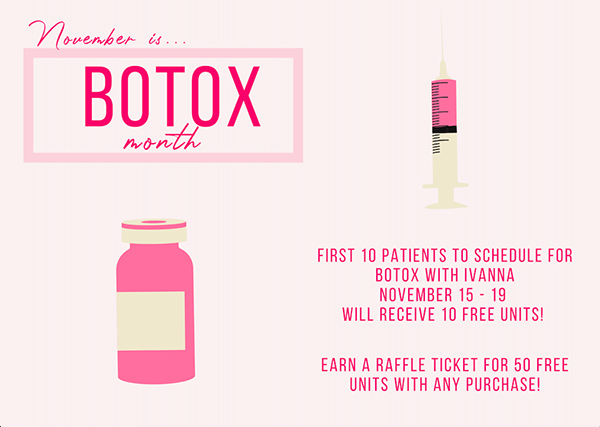 November is...
BOTOX
month
FIRST 10 PATIENTS TO SCHEDULE FOR
BOTOX WITH IVANNA
NOVEMBER 15 - 19
WILL RECEIVE 10 FREE UNITS!
EARN A RAFFLE TICKET FOR 50 FREE
UNITS WITH ANY PURCHASE!